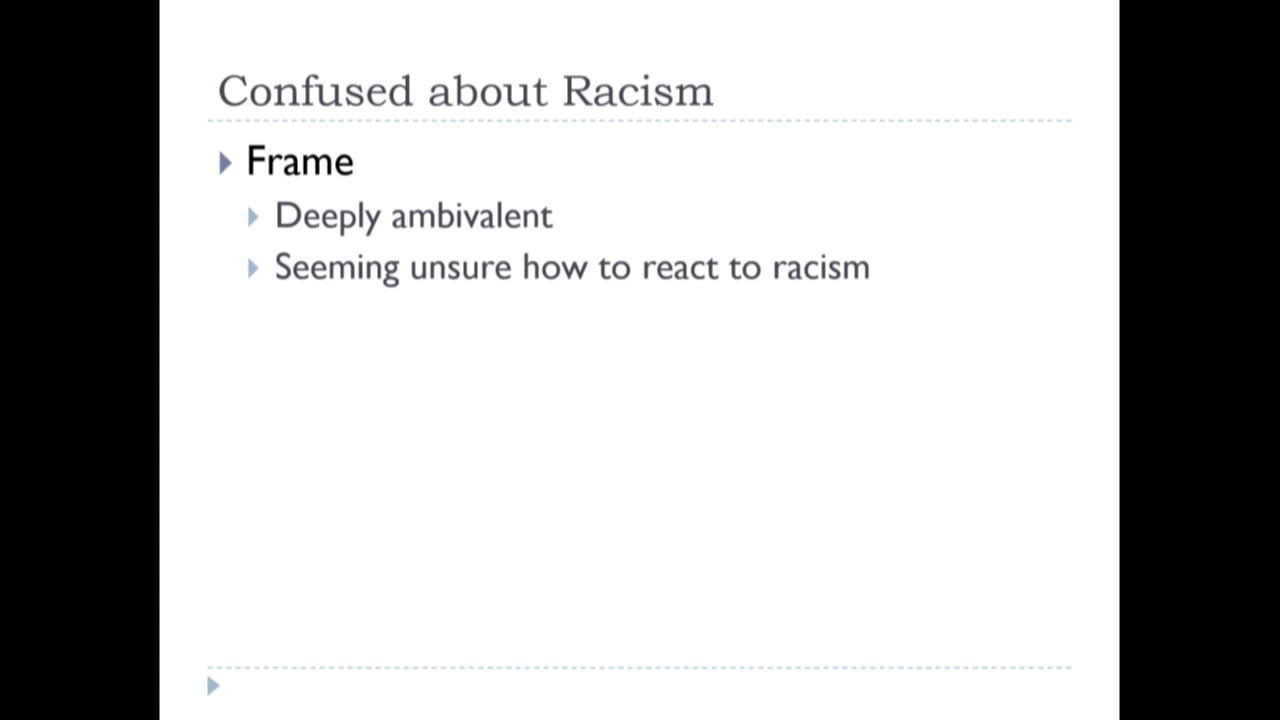 Confused about Racism
Frame
Deeply ambivalent
Seeming unsure how to react to racism